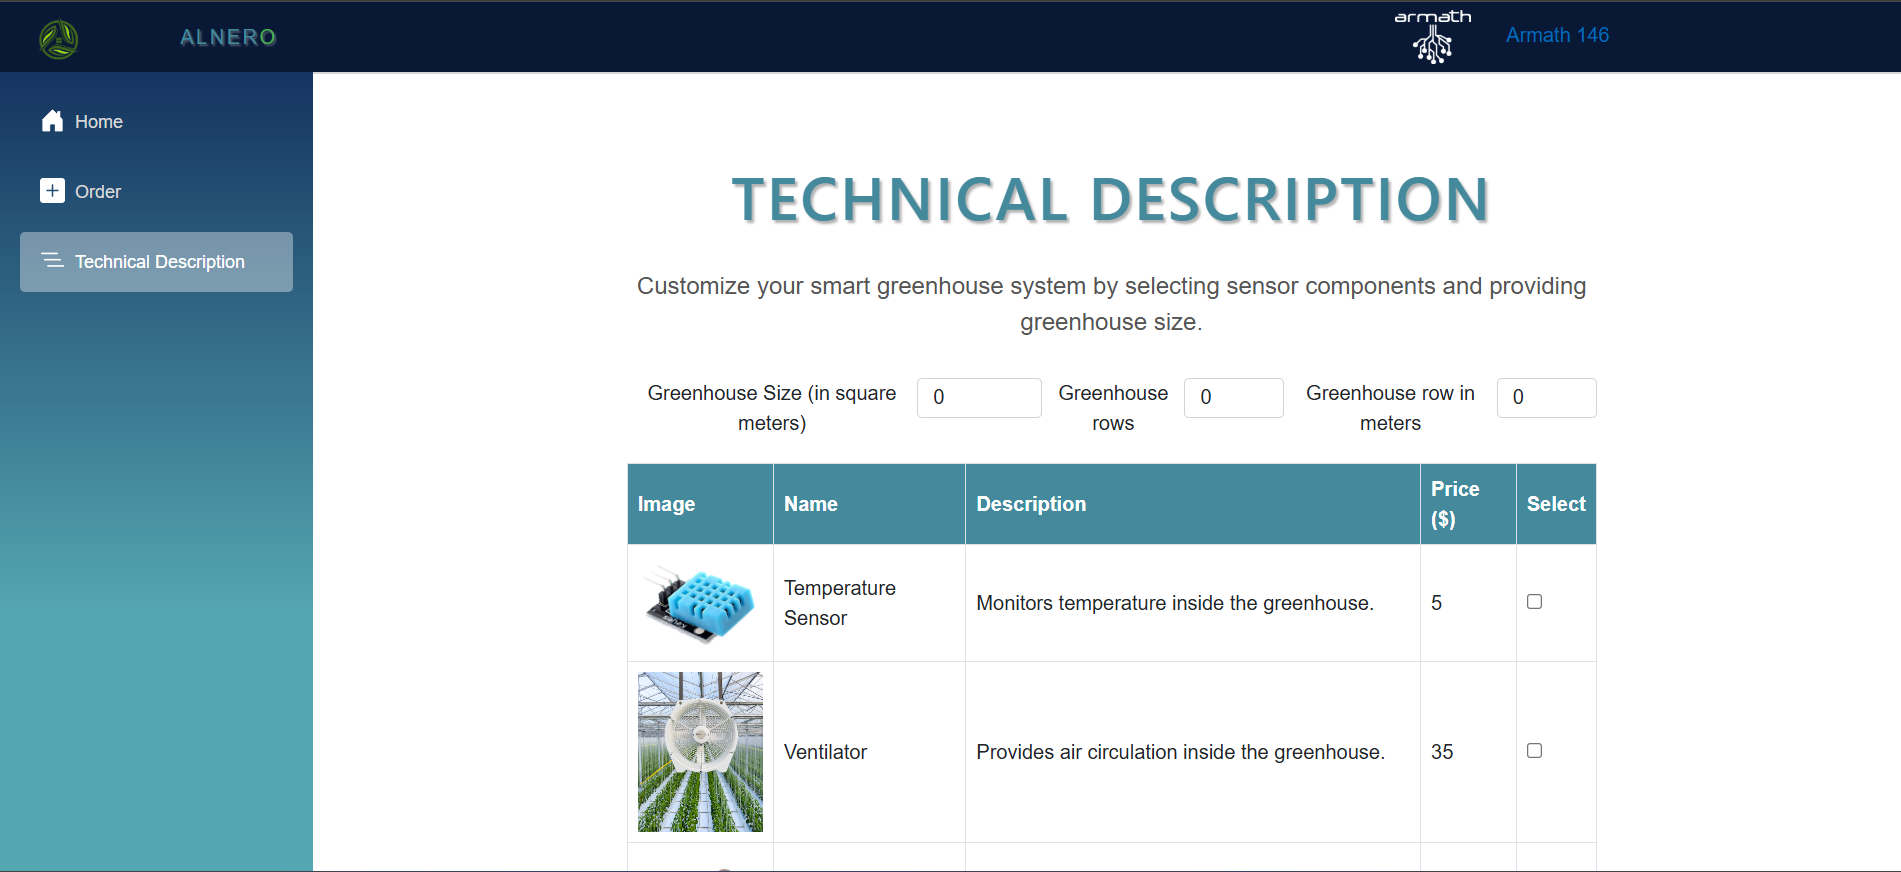 ALNERO
armath
Armath 146
Home
Order
Technical Description
TECHNICAL DESCRIPTION
Customize your smart greenhouse system by selecting sensor components and providing
greenhouse size.
Greenhouse Size (in square
meters)
0
Greenhouse
rows
0
Greenhouse row in
meters
0
Image
Name
Description
Price
($)
Select
Temperature
Sensor
Monitors temperature inside the greenhouse.
5
Ventilator
Provides air circulation inside the greenhouse.
35